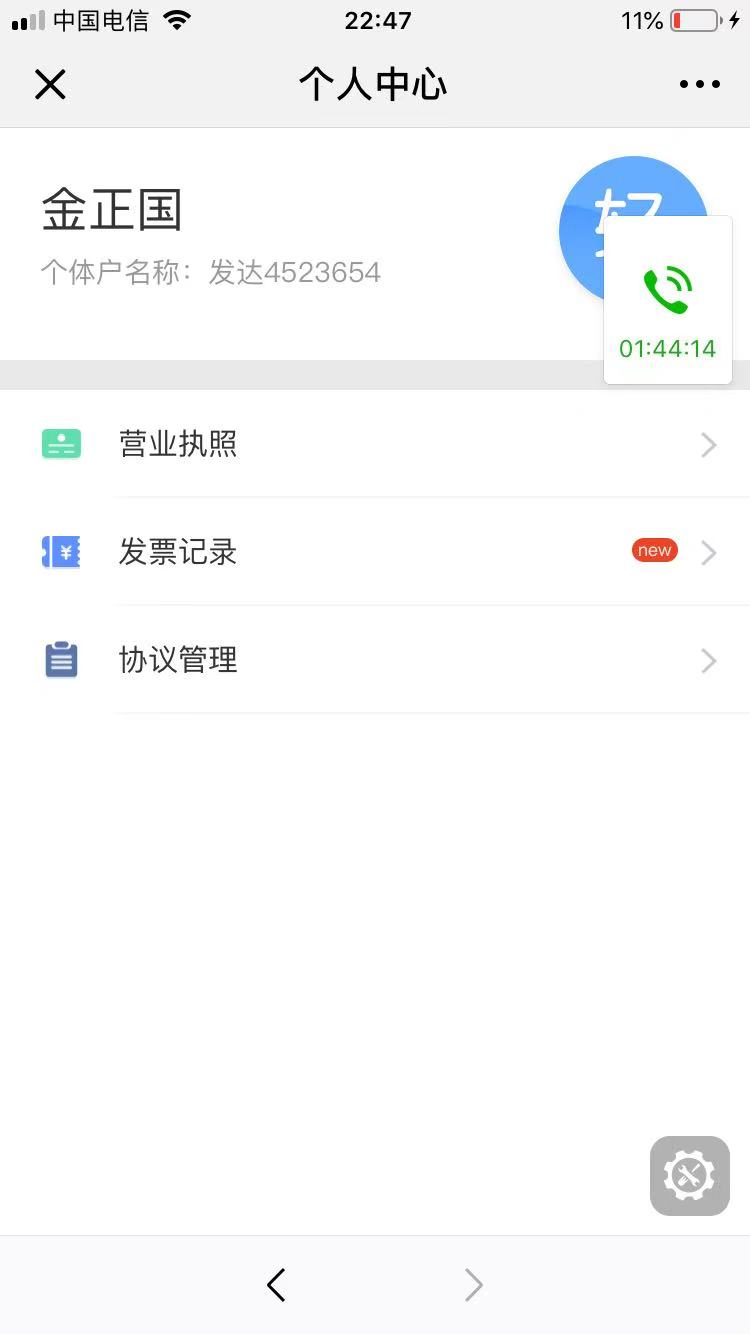 中国电信 22:47 11%
个人中心
金正国
个体户名称：发达4523654
01:44:14
营业执照
发票记录 new
协议管理